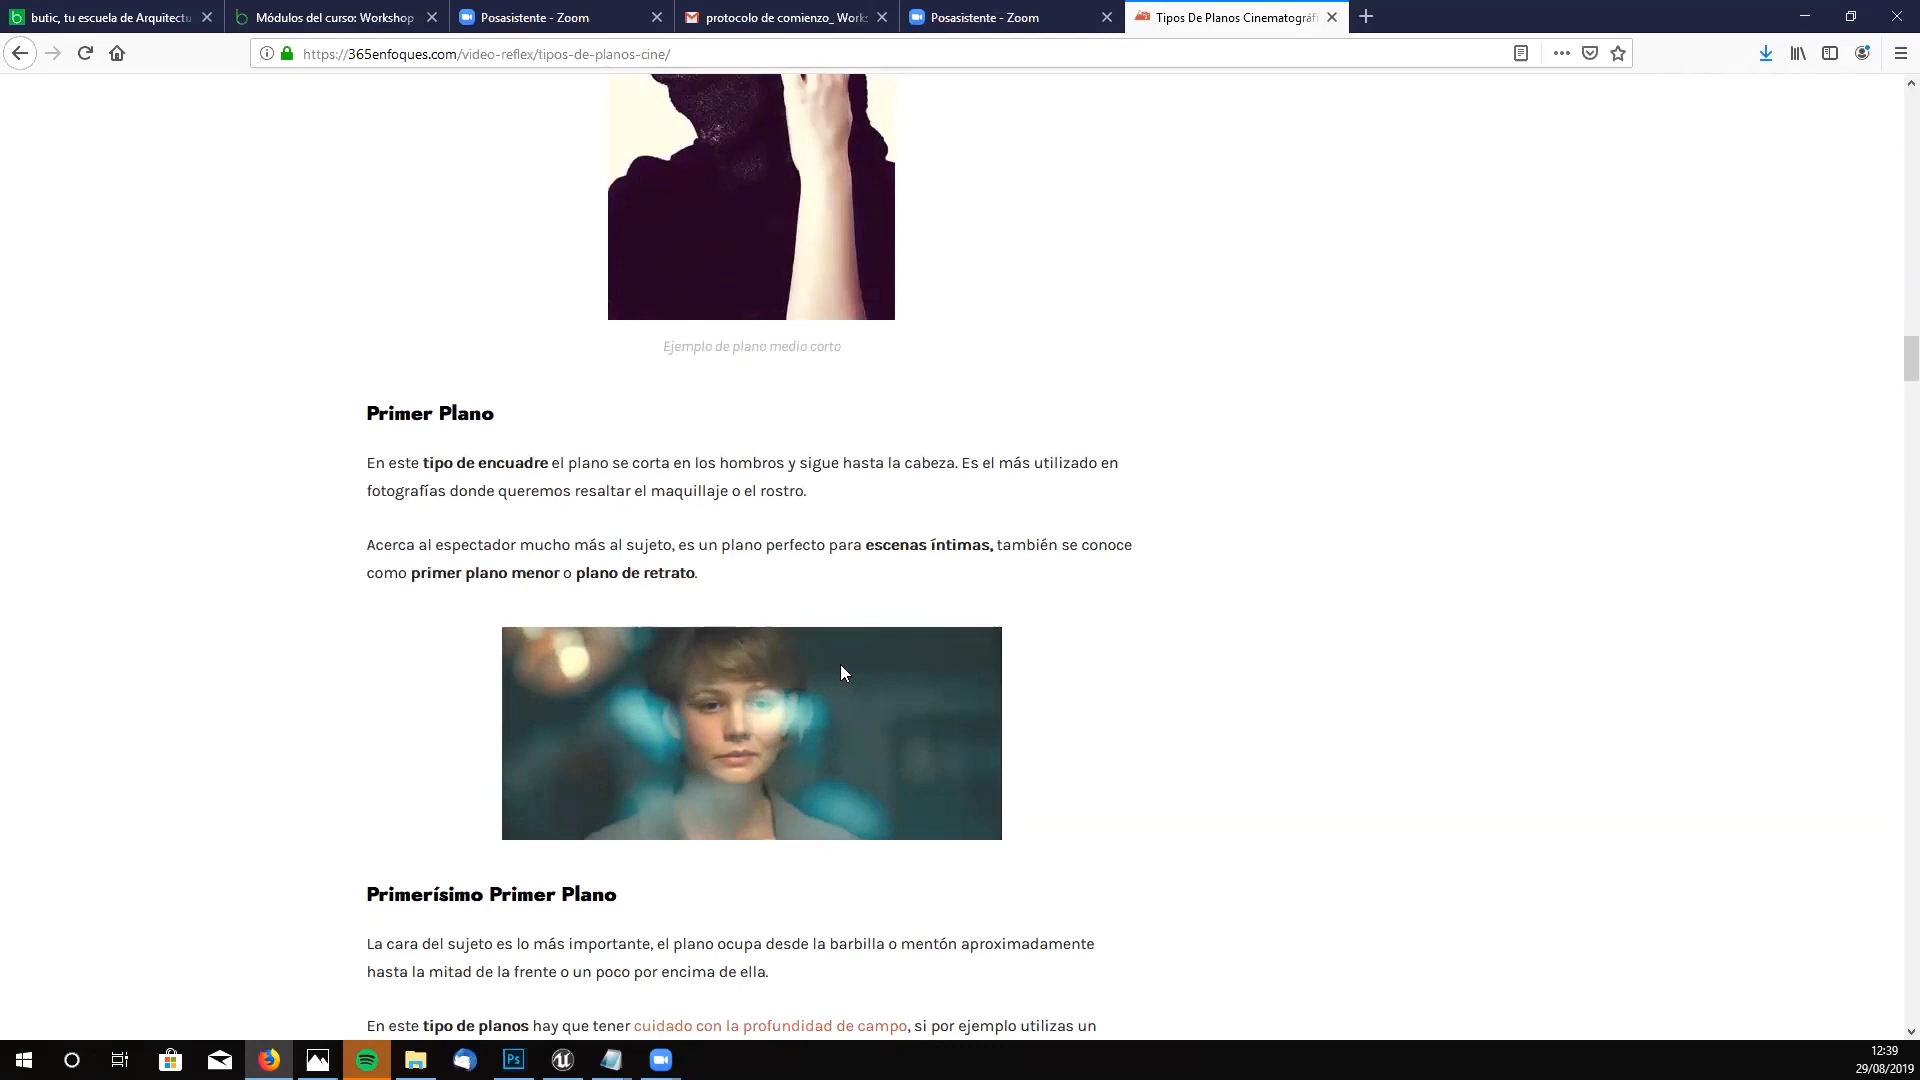 butic, tu escuela de Arquitectu
Módulos del curso: Workshop
Posasistente - Zoom
protocolo de comienzo_ Work
Posasistente - Zoom
Tipos De Planos Cinematográfi
https://365enfoques.com/video-reflex/tipos-de-planos-cine/
Ejemplo de plano medio corto
Primer Plano
En este tipo de encuadre el plano se corta en los hombros y sigue hasta la cabeza. Es el más utilizado en
fotografías donde queremos resaltar el maquillaje o el rostro.
Acerca al espectador mucho más al sujeto, es un plano perfecto para escenas íntimas, también se conoce
como primer plano menor o plano de retrato.
Primerísimo Primer Plano
La cara del sujeto es lo más importante, el plano ocupa desde la barbilla o mentón aproximadamente
hasta la mitad de la frente o un poco por encima de ella.
En este tipo de planos hay que tener cuidado con la profundidad de campo, si por ejemplo utilizas un
Ps
12:39
29/08/2019